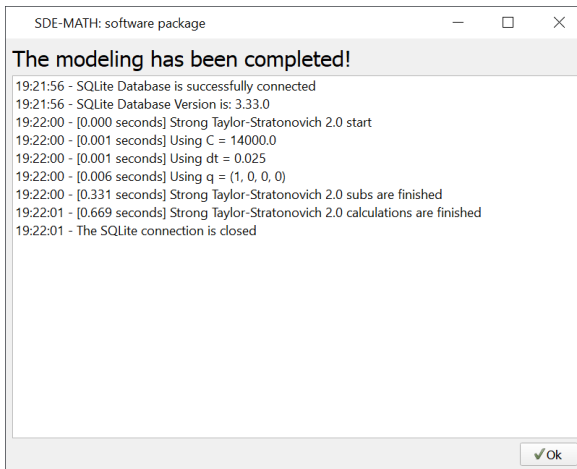 SDE-MATH: software package
The modeling has been completed!
19:21:56 - SQLite Database is successfully connected
19:21:56 - SQLite Database Version is: 3.33.0
19:22:00 - [0.000 seconds] Strong Taylor-Stratonovich 2.0 start
19:22:00 - [0.001 seconds] Using C = 14000.0
19:22:00 - [0.001 seconds] Using dt = 0.025
19:22:00 - [0.006 seconds] Using q = (1, 0, 0, 0)
19:22:00 - [0.331 seconds] Strong Taylor-Stratonovich 2.0 subs are finished
19:22:01 - [0.669 seconds] Strong Taylor-Stratonovich 2.0 calculations are finished
19:22:01 - The SQLite connection is closed
Ok